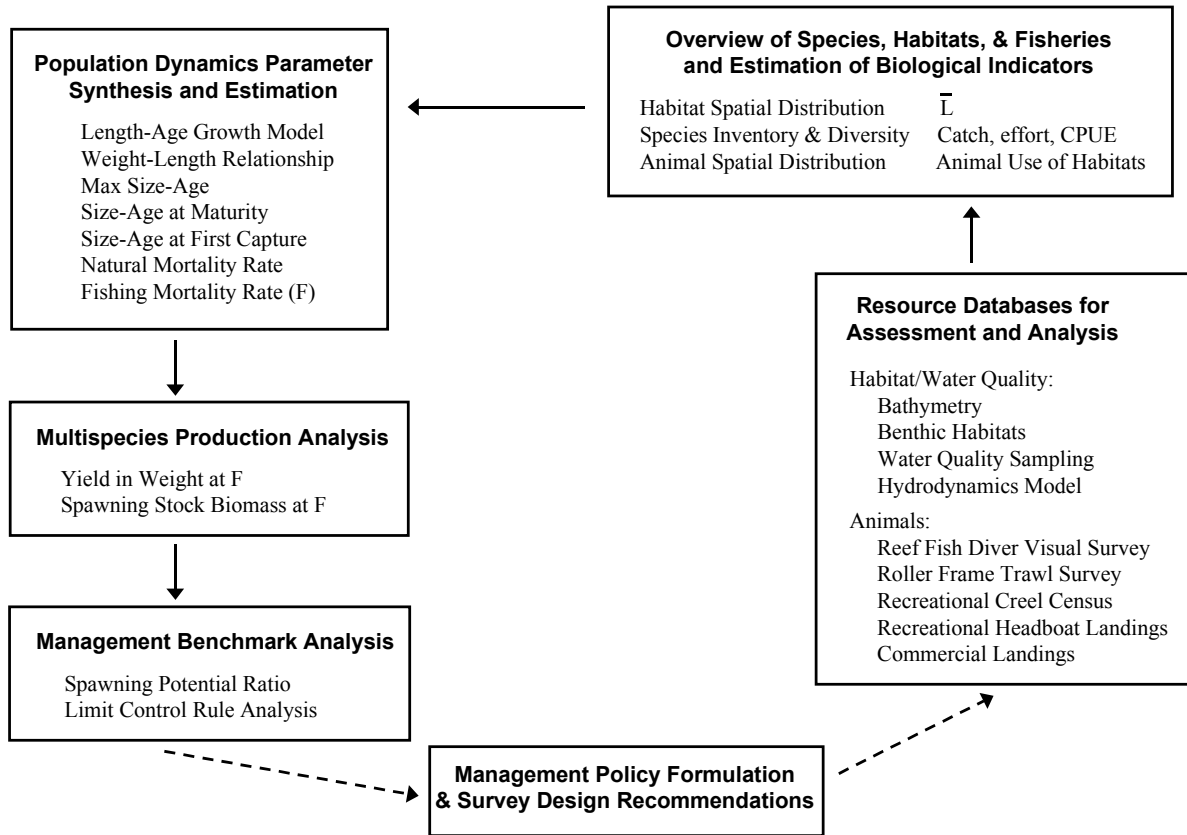 Population Dynamics Parameter
Synthesis and Estimation
Length-Age Growth Model
Weight-Length Relationship
Max Size-Age
Size-Age at Maturity
Size-Age at First Capture
Natural Mortality Rate
Fishing Mortality Rate (F)
Overview of Species, Habitats, & Fisheries
and Estimation of Biological Indicators
Habitat Spatial Distribution L̅
Species Inventory & Diversity Catch, effort, CPUE
Animal Spatial Distribution Animal Use of Habitats
Resource Databases for
Assessment and Analysis
Habitat/Water Quality:
Bathymetry
Benthic Habitats
Water Quality Sampling
Hydrodynamics Model
Animals:
Reef Fish Diver Visual Survey
Roller Frame Trawl Survey
Recreational Creel Census
Recreational Headboat Landings
Commercial Landings
Multispecies Production Analysis
Yield in Weight at F
Spawning Stock Biomass at F
Management Benchmark Analysis
Spawning Potential Ratio
Limit Control Rule Analysis
Management Policy Formulation
& Survey Design Recommendations